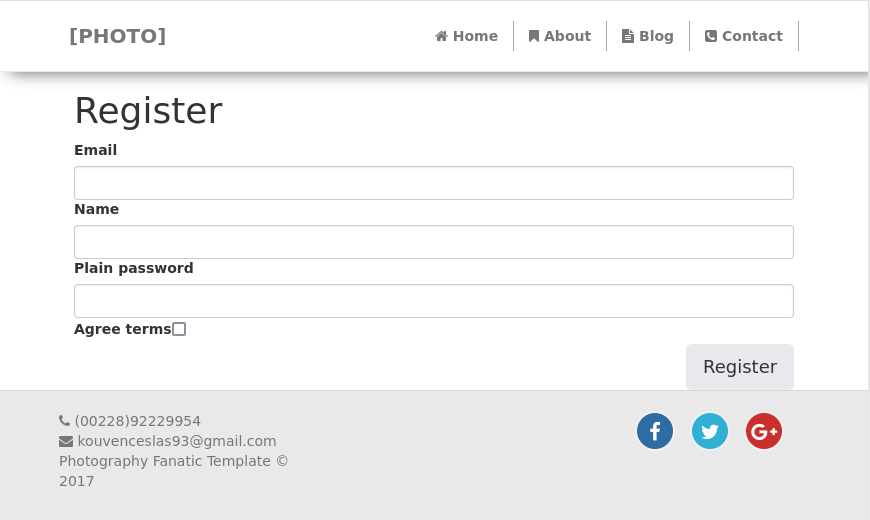 [PHOTO]
Home
About
Blog
Contact
Register
Email
Name
Plain password
Agree terms
Register
(00228)92229954
kouvenceslas93@gmail.com
Photography Fanatic Template ©
2017